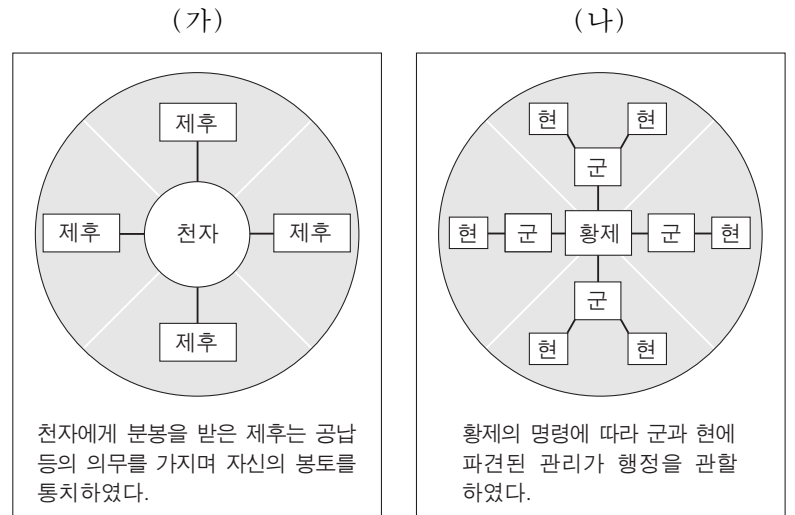 (가)
제후
제후
천자
제후
제후
천자에게 분봉을 받은 제후는 공납
등의 의무를 가지며 자신의 봉토를
통치하였다.
(나)
현
현
군
현
군
황제
군
현
군
현
현
황제의 명령에 따라 군과 현에
파견된 관리가 행정을 관할
하였다.